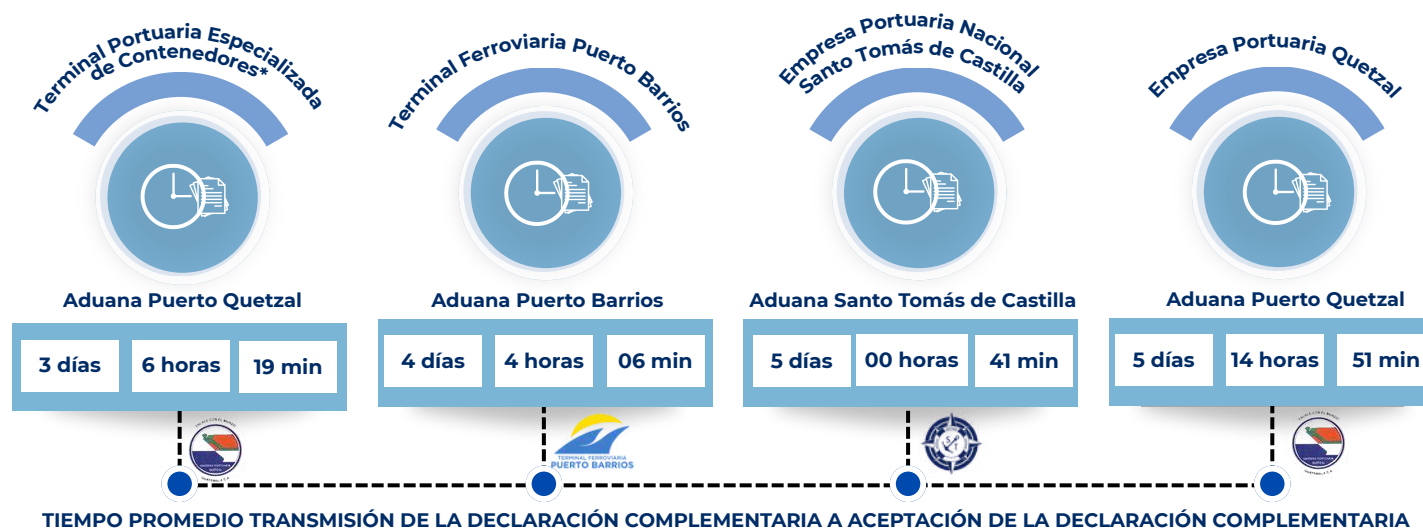 Terminal Portuaria Especializada
de Contenedores*
Terminal Ferroviaria Puerto Barrios
Empresa Portuaria Nacional
Santo Tomás de Castilla
Empresa Portuaria Quetzal
Aduana Puerto Quetzal
Aduana Puerto Barrios
Aduana Santo Tomás de Castilla
Aduana Puerto Quetzal
3 días 6 horas 19 min
4 días 4 horas 06 min
5 días 00 horas 41 min
5 días 14 horas 51 min
TERMINAL FERROVIARIA
PUERTO BARRIOS
S T
TIEMPO PROMEDIO TRANSMISIÓN DE LA DECLARACIÓN COMPLEMENTARIA A ACEPTACIÓN DE LA DECLARACIÓN COMPLEMENTARIA